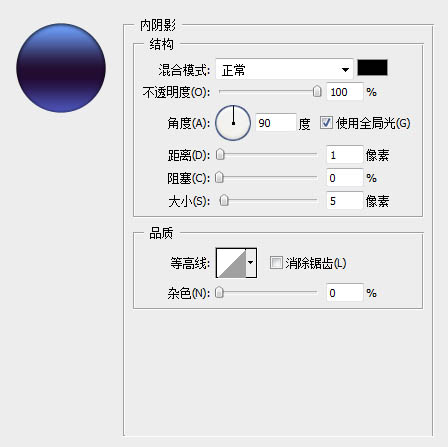 内阴影
结构
混合模式: 正常
不透明度(O): 100 %
角度(A): 90 度 使用全局光(G)
距离(D): 1 像素
阻塞(C): 0 %
大小(S): 5 像素
品质
等高线: 消除锯齿(L)
杂色(N): 0 %